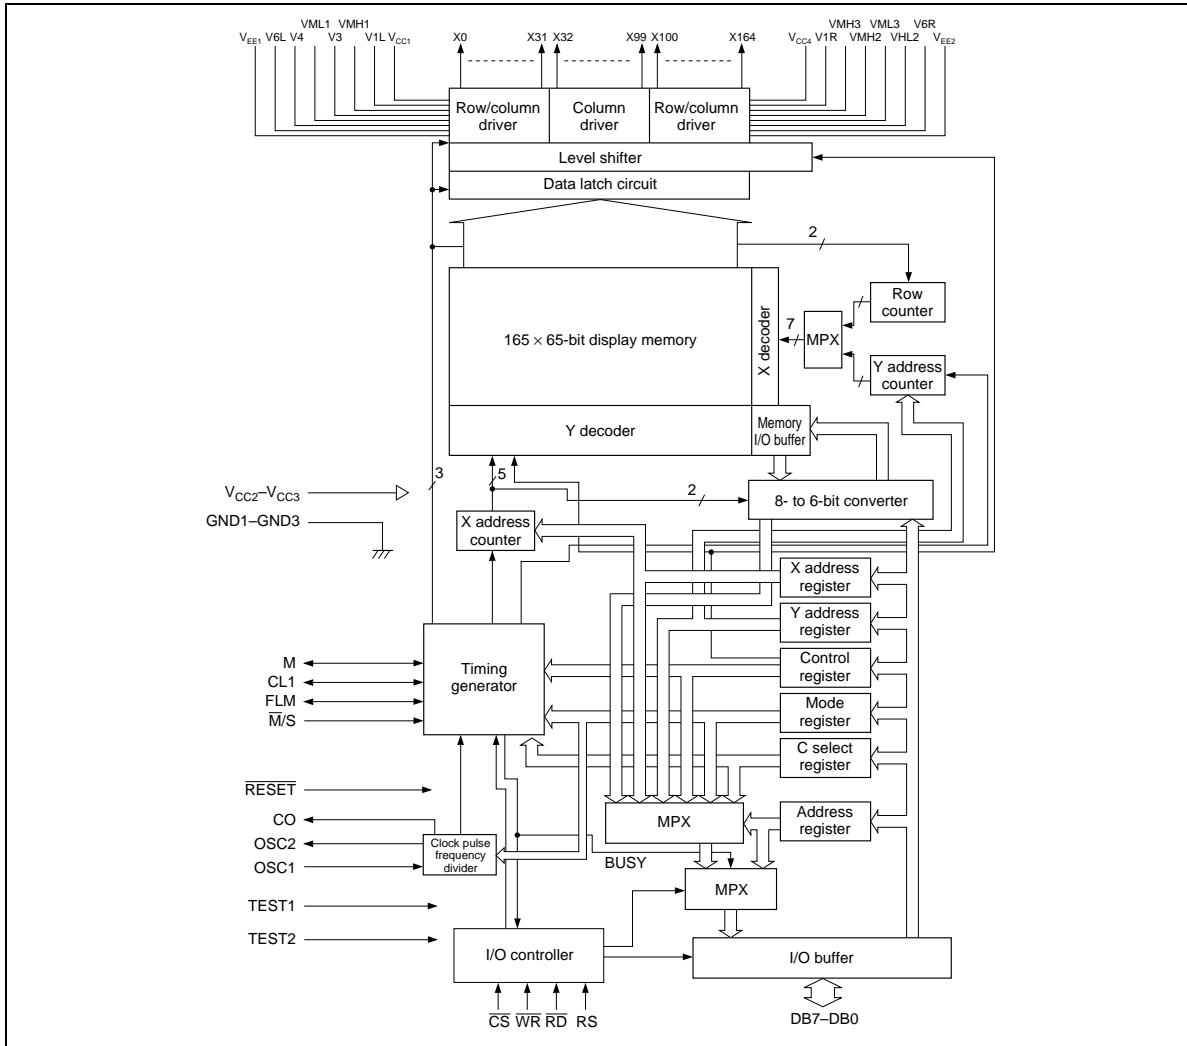 VML1 VMH1
VEE1 V6L V4 V3 V1L VCC1
X0 X31 X32 X99 X100 X164
VMH3 VML3 V6R
VCC4 V1R VMH2 VHL2 VEE2
Row/column driver
Column driver
Row/column driver
Level shifter
Data latch circuit
2
Row counter
165 × 65-bit display memory
X decoder
7
MPX
Y address counter
Y decoder
Memory I/O buffer
3
5
2
VCC2–VCC3
8- to 6-bit converter
GND1–GND3
X address counter
X address register
Y address register
Timing generator
Control register
M
CL1
FLM
M/S
Mode register
C select register
RESET
CO
OSC2
OSC1
Clock pulse frequency divider
MPX
Address register
BUSY
MPX
TEST1
TEST2
I/O controller
I/O buffer
CS WR RD RS
DB7–DB0